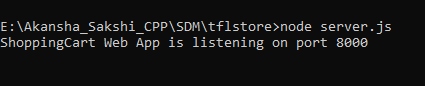 E:\Akansha_Sakshi_CPP\SDM\tflstore>node server.js
ShoppingCart Web App is listening on port 8000